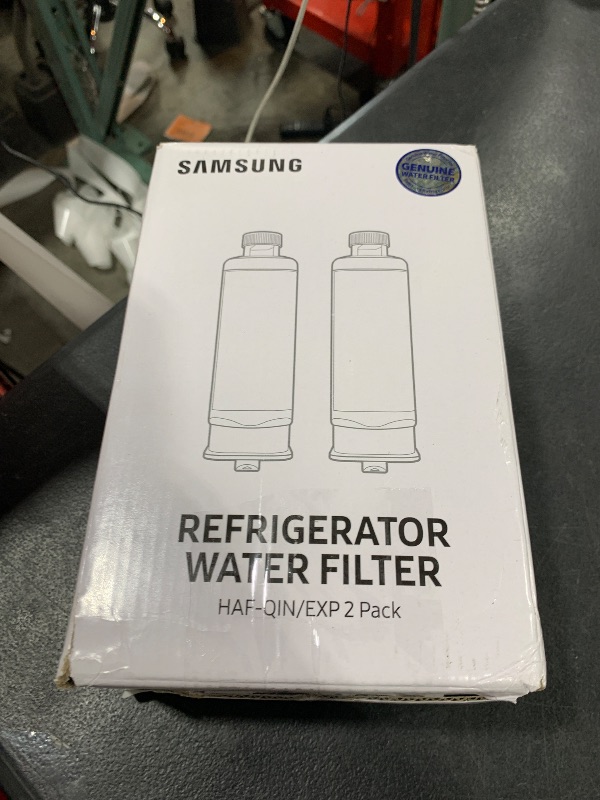 SAMSUNG
GENUINE
WATER FILTER
REFRIGERATOR
WATER FILTER
HAF-QIN/EXP 2 Pack